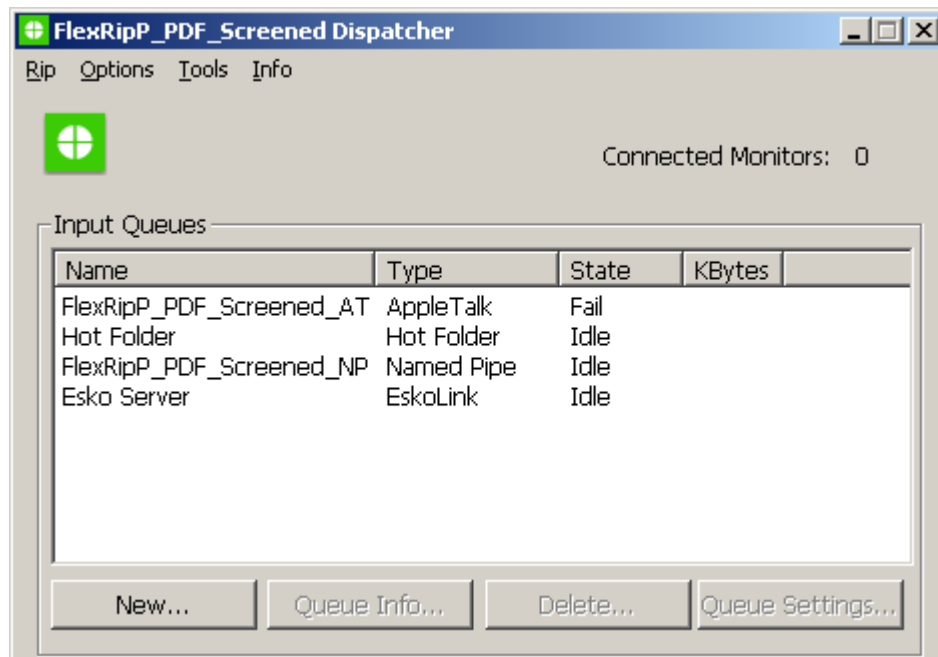 FlexRipP_PDF_Screened Dispatcher
Rip Options Tools Info
Connected Monitors: 0
Input Queues
Name Type State KBytes
FlexRipP_PDF_Screened_AT AppleTalk Fail
Hot Folder Hot Folder Idle
FlexRipP_PDF_Screened_NP Named Pipe Idle
Esko Server EskoLink Idle
New... Queue Info... Delete... Queue Settings...